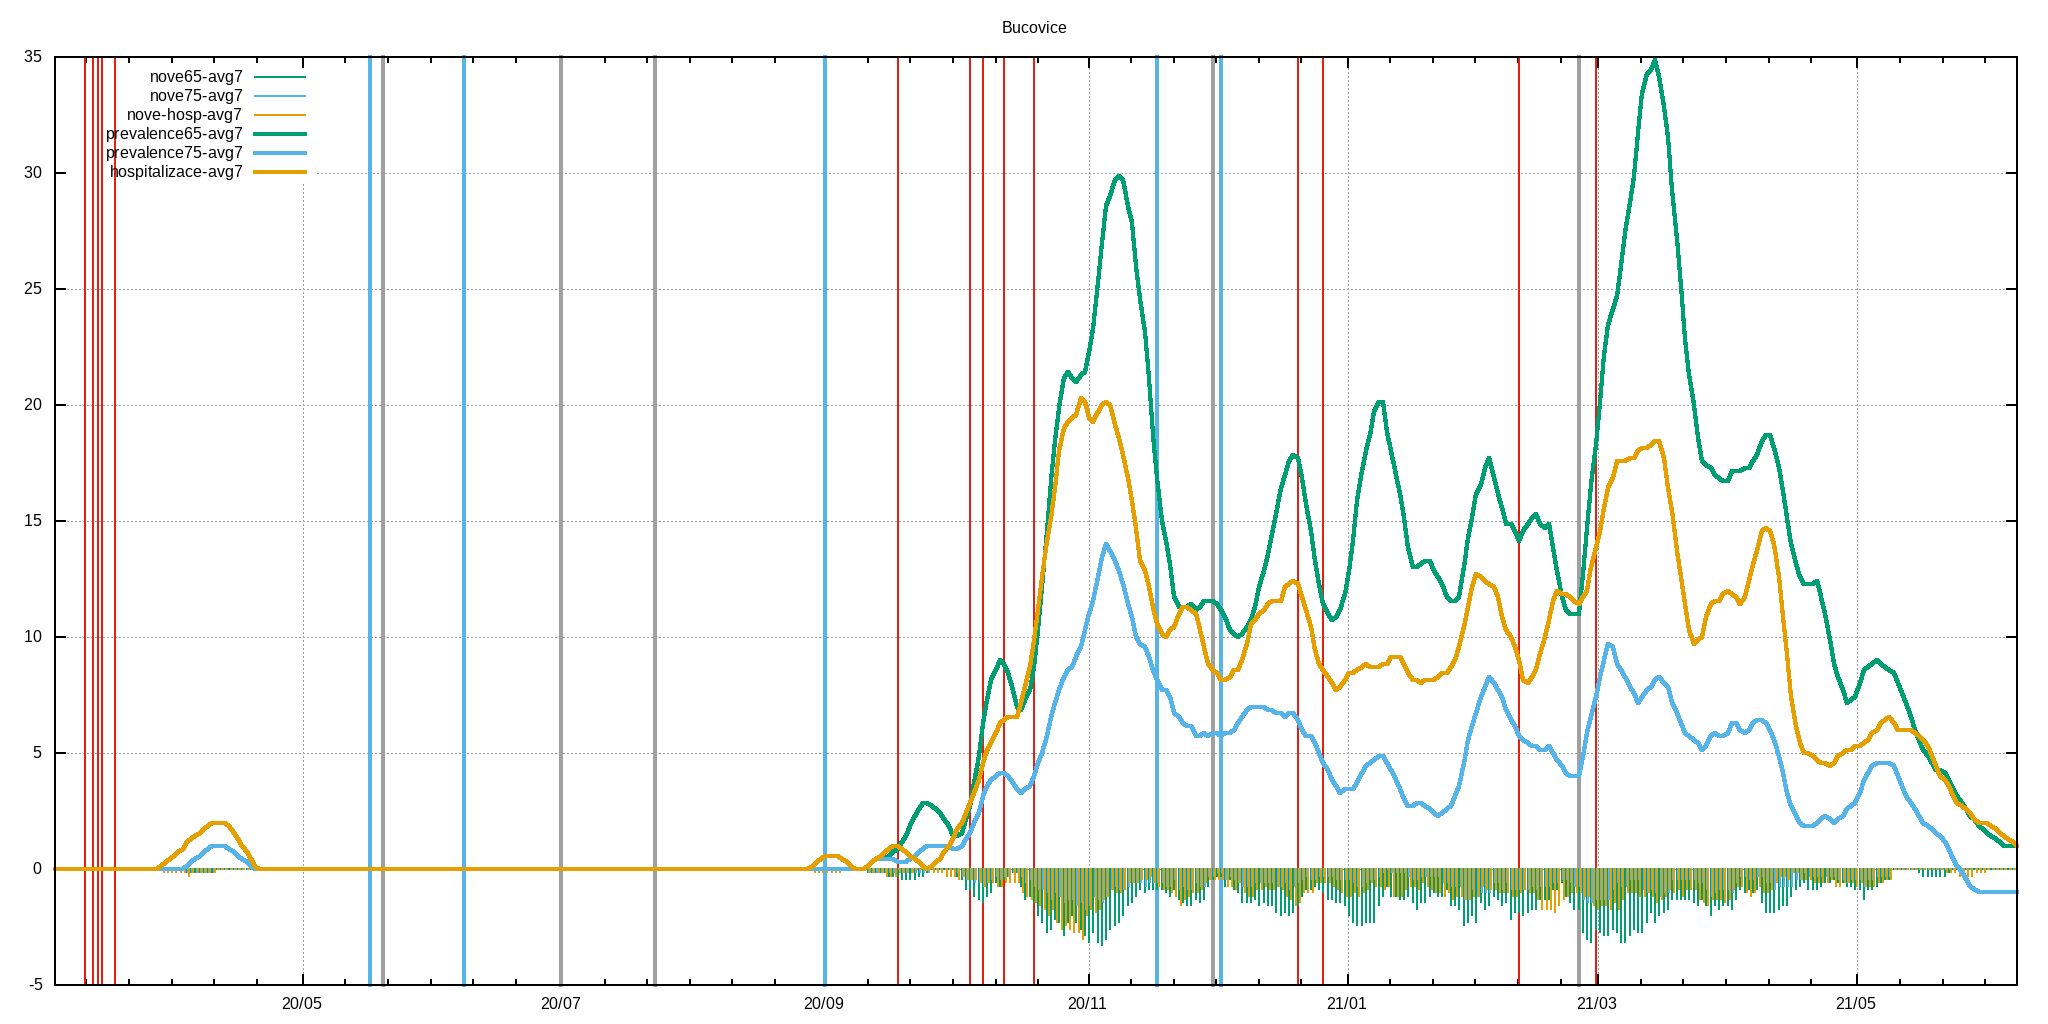 Bucovice
35
30
25
20
15
10
5
0
-5
nove65-avg7
nove75-avg7
nove-hosp-avg7
prevalence65-avg7
prevalence75-avg7
hospitalizace-avg7
20/05 20/07 20/09 20/11 21/01 21/03 21/05